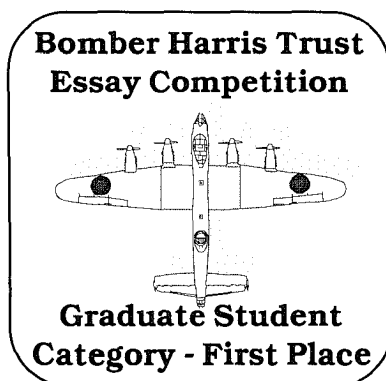 Bomber Harris Trust
Essay Competition
Graduate Student
Category - First Place